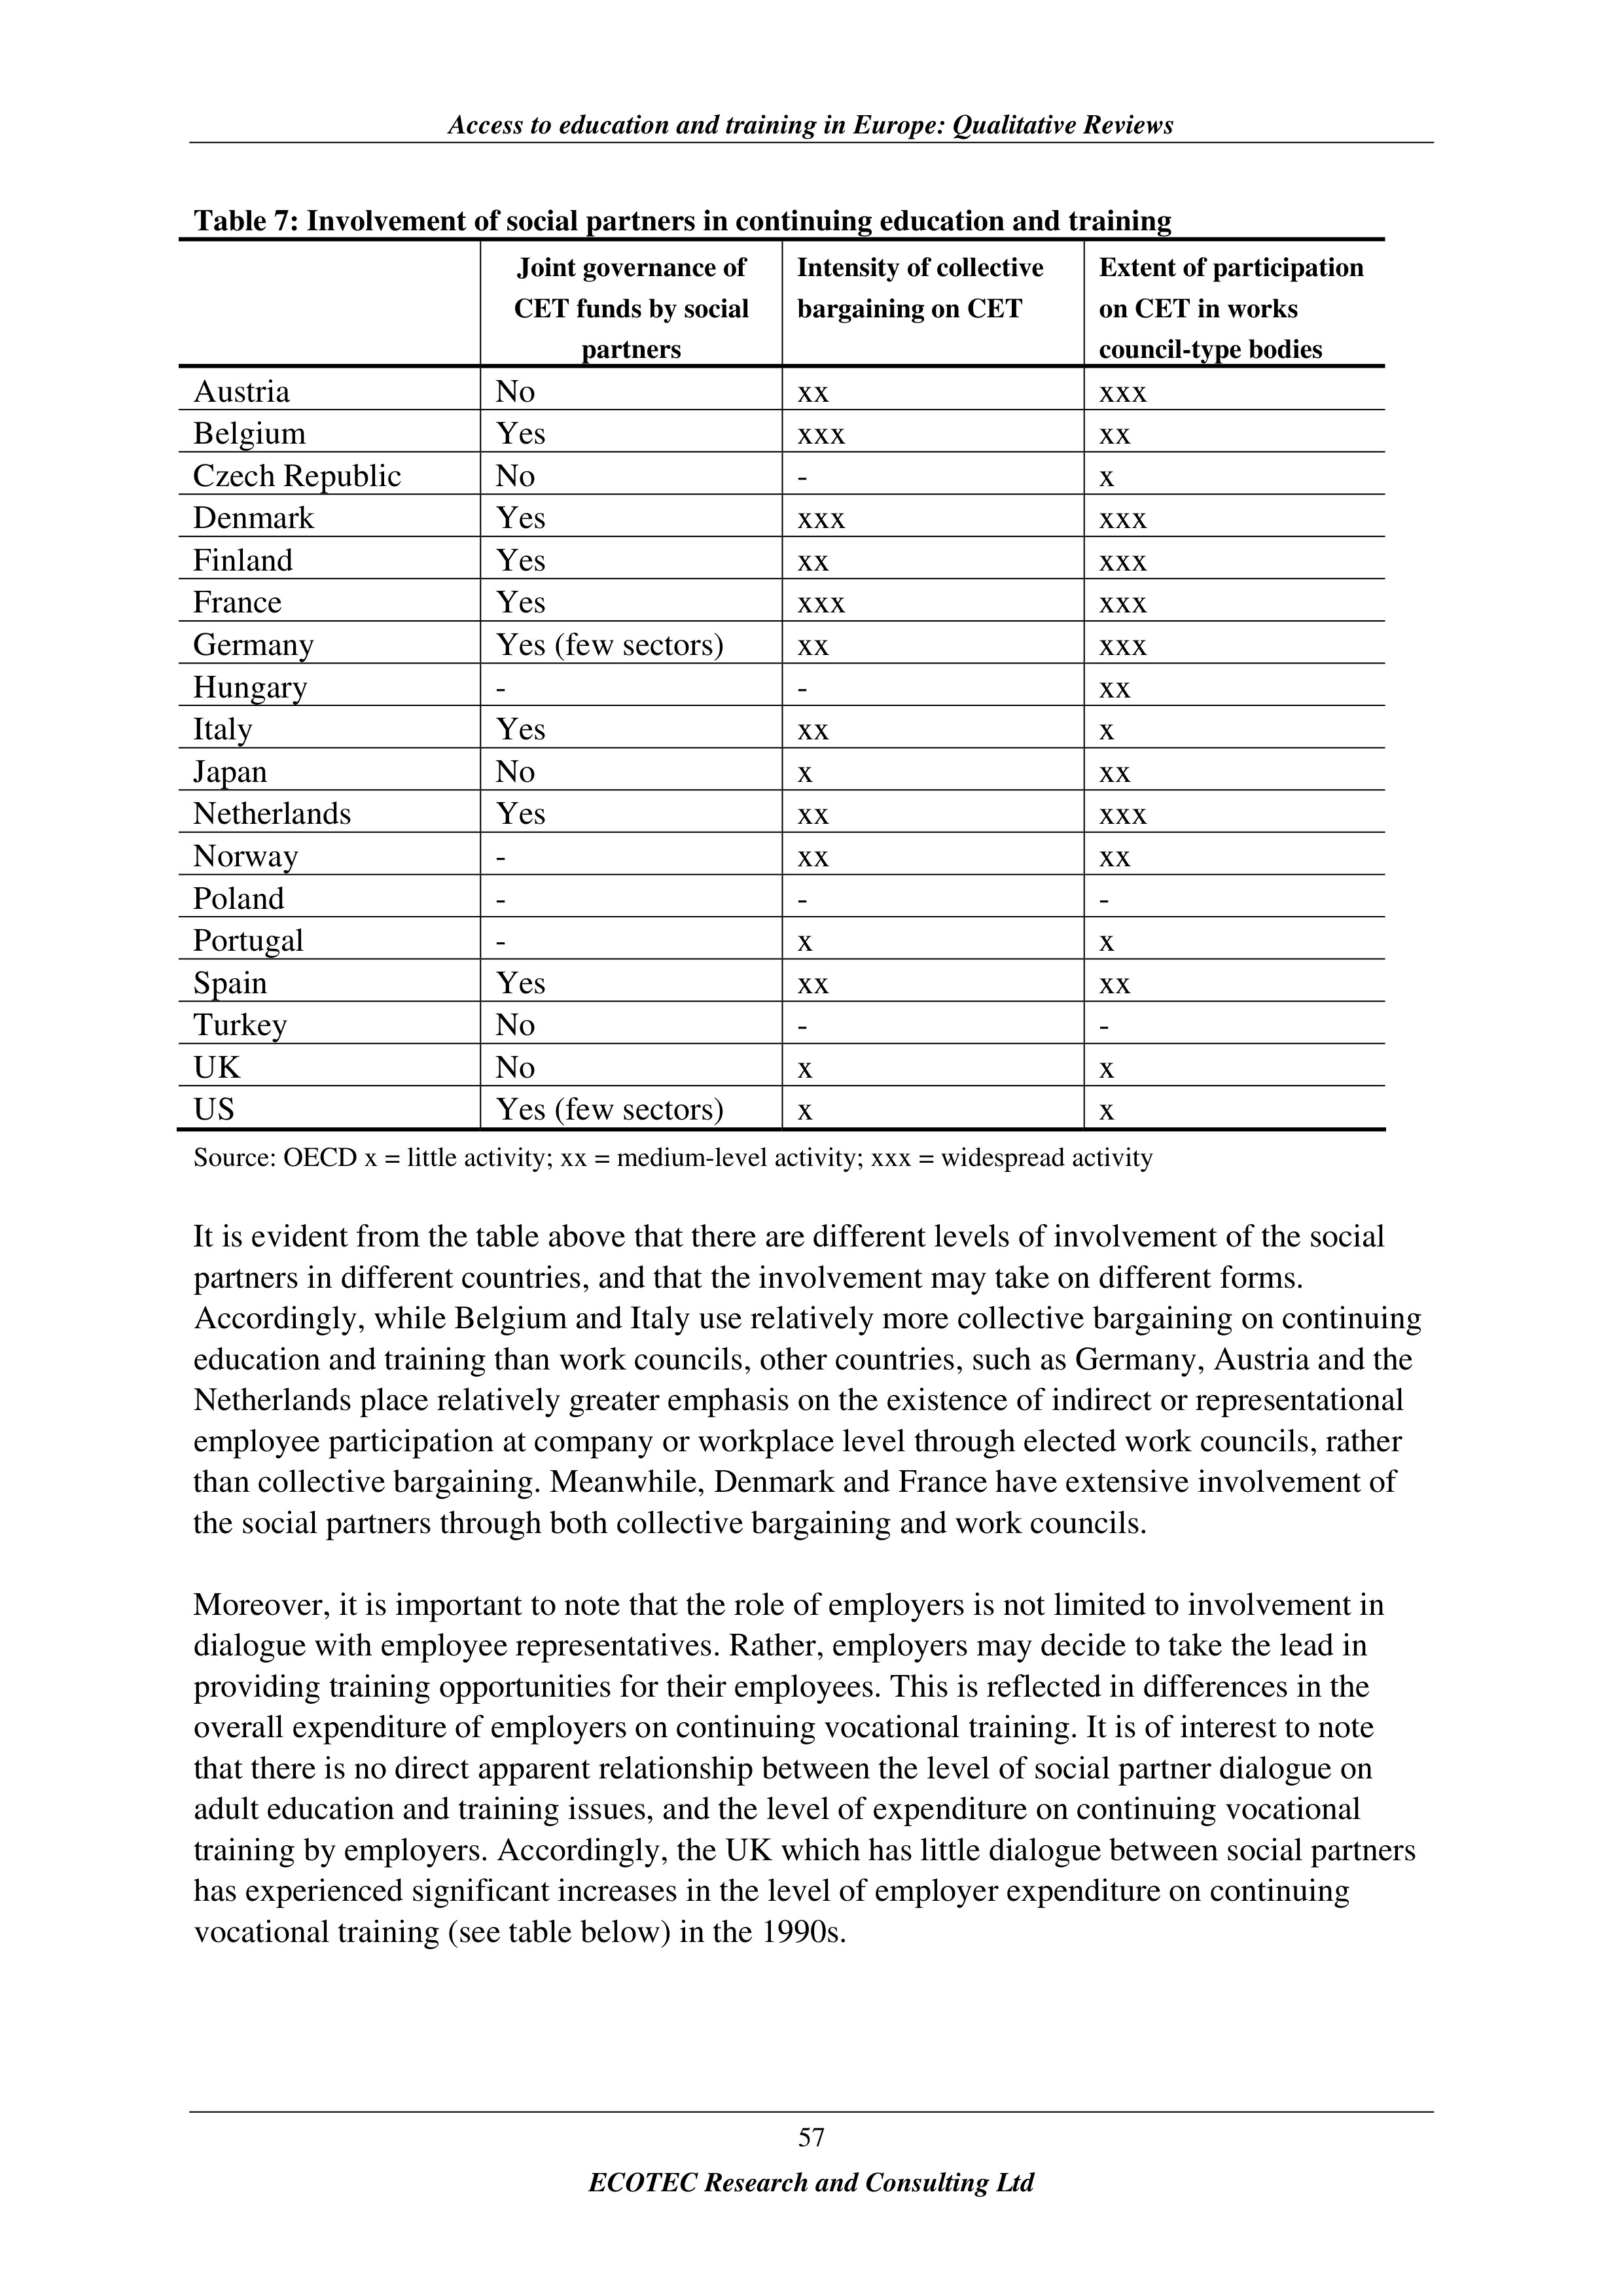 Access to education and training in Europe: Qualitative Reviews
Table 7: Involvement of social partners in continuing education and training
Joint governance of CET funds by social partners Intensity of collective bargaining on CET Extent of participation on CET in works council-type bodies
Austria No xx xxx
Belgium Yes xxx xx
Czech Republic No - x
Denmark Yes xxx xxx
Finland Yes xx xxx
France Yes xxx xxx
Germany Yes (few sectors) xx xxx
Hungary - - xx
Italy Yes xx x
Japan No x xx
Netherlands Yes xx xxx
Norway - xx xx
Poland - - -
Portugal - x x
Spain Yes xx xx
Turkey No - -
UK No x x
US Yes (few sectors) x x
Source: OECD x = little activity; xx = medium-level activity; xxx = widespread activity
It is evident from the table above that there are different levels of involvement of the social
partners in different countries, and that the involvement may take on different forms.
Accordingly, while Belgium and Italy use relatively more collective bargaining on continuing
education and training than work councils, other countries, such as Germany, Austria and the
Netherlands place relatively greater emphasis on the existence of indirect or representational
employee participation at company or workplace level through elected work councils, rather
than collective bargaining. Meanwhile, Denmark and France have extensive involvement of
the social partners through both collective bargaining and work councils.
Moreover, it is important to note that the role of employers is not limited to involvement in
dialogue with employee representatives. Rather, employers may decide to take the lead in
providing training opportunities for their employees. This is reflected in differences in the
overall expenditure of employers on continuing vocational training. It is of interest to note
that there is no direct apparent relationship between the level of social partner dialogue on
adult education and training issues, and the level of expenditure on continuing vocational
training by employers. Accordingly, the UK which has little dialogue between social partners
has experienced significant increases in the level of employer expenditure on continuing
vocational training (see table below) in the 1990s.
57
ECOTEC Research and Consulting Ltd